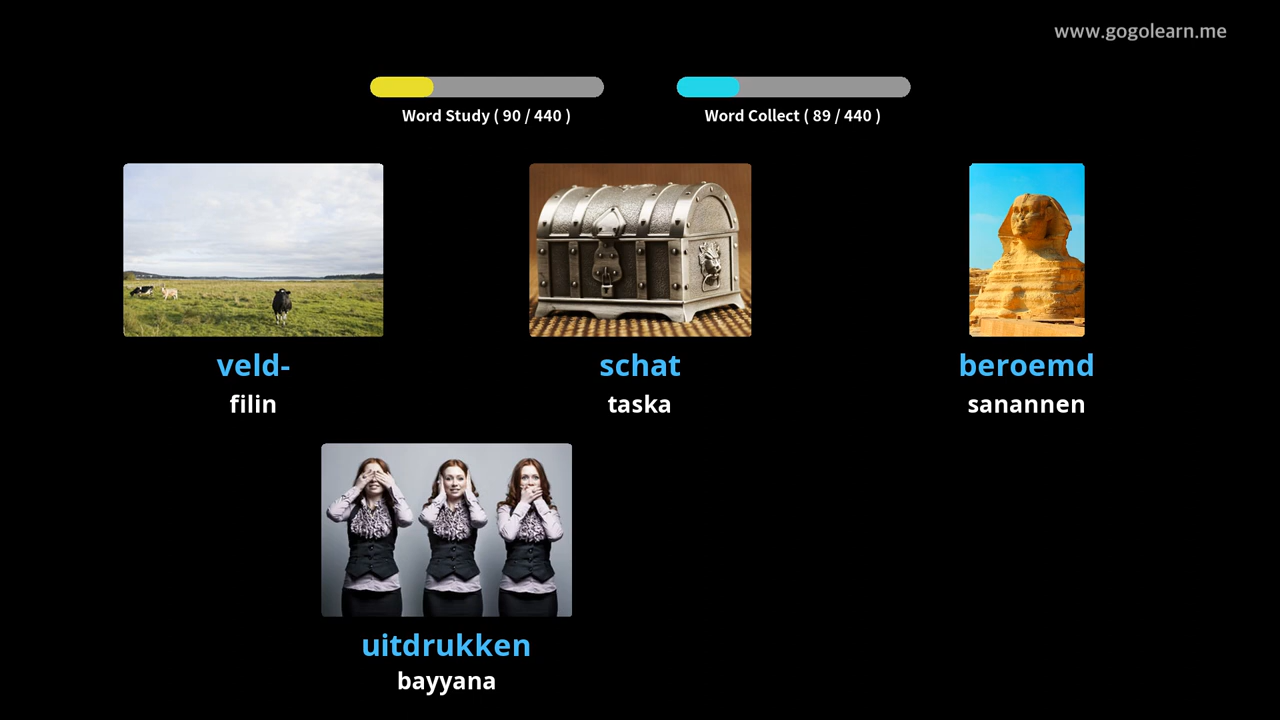 www.gogolearn.me
Word Study ( 90 / 440 )
Word Collect ( 89 / 440 )
veld-
filin
schat
taska
beroemd
sanannen
uitdrukken
bayyana